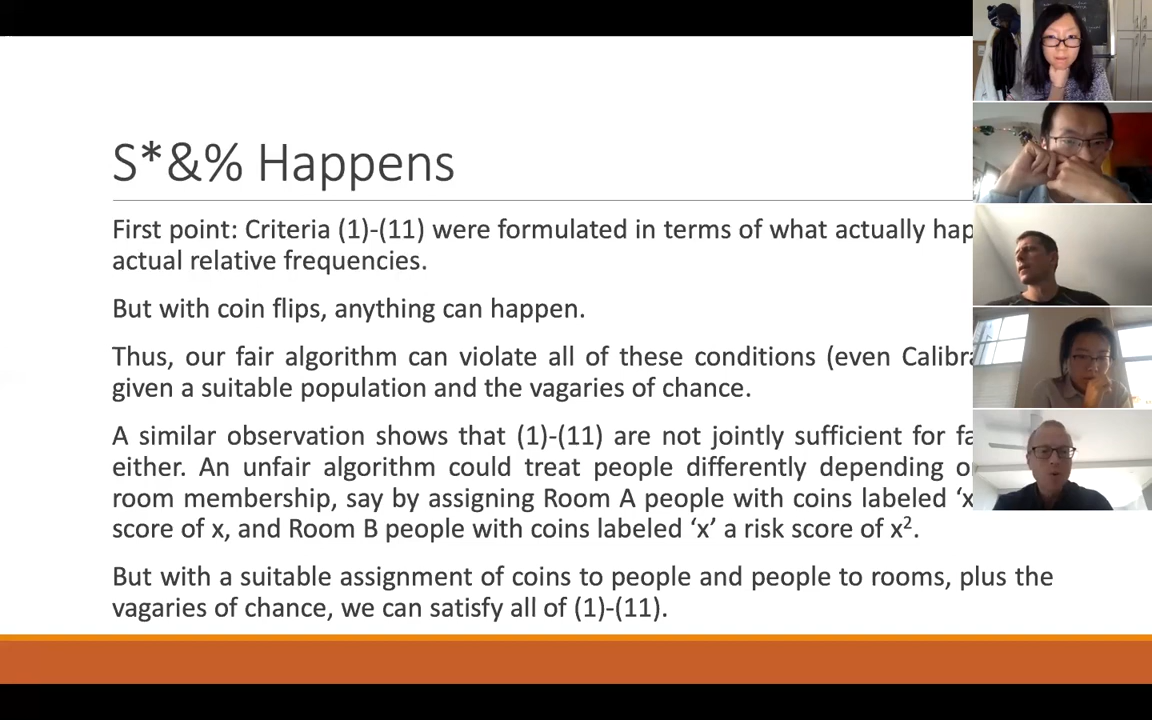 S*&% Happens
First point: Criteria (1)-(11) were formulated in terms of what actually
actual relative frequencies.
But with coin flips, anything can happen.
Thus, our fair algorithm can violate all of these conditions (even
given a suitable population and the vagaries of chance.
A similar observation shows that (1)-(11) are not jointly sufficient for
either. An unfair algorithm could treat people differently depending
room membership, say by assigning Room A people with coins labeled ‘x
score of x, and Room B people with coins labeled ‘x’ a risk score of x².
But with a suitable assignment of coins to people and people to rooms, plus the
vagaries of chance, we can satisfy all of (1)-(11).